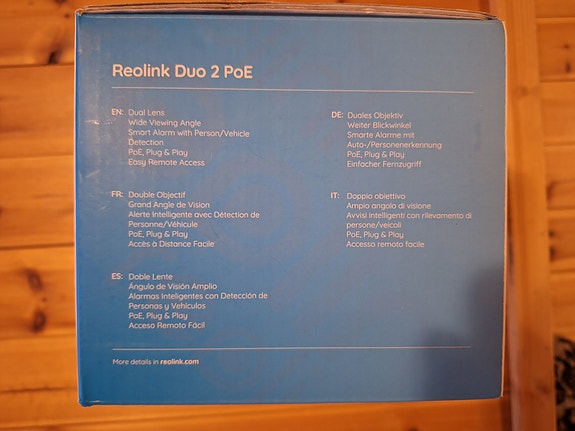 Reolink Duo 2 PoE
EN: Dual Lens
Wide Viewing Angle
Smart Alarm with Person/Vehicle
Detection
PoE, Plug & Play
Easy Remote Access
DE: Duales Objektiv
Weiter Blickwinkel
Smarte Alarme mit
Auto-/Personenerkennung
PoE, Plug & Play
Einfacher Fernzugriff
FR: Double Objectif
Grand Angle de Vision
Alerte Intelligente avec Détection de
Personne/Véhicule
PoE, Plug & Play
Accès à Distance Facile
IT: Doppio obiettivo
Ampio angolo di visione
Avvisi intelligenti con rilevamento di
persone/veicoli
PoE, Plug & Play
Accesso remoto facile
ES: Doble Lente
Ángulo de Visión Amplio
Alarmas Inteligentes con Detección de
Personas y Vehículos
PoE, Plug & Play
Acceso Remoto Fácil
More details in reolink.com